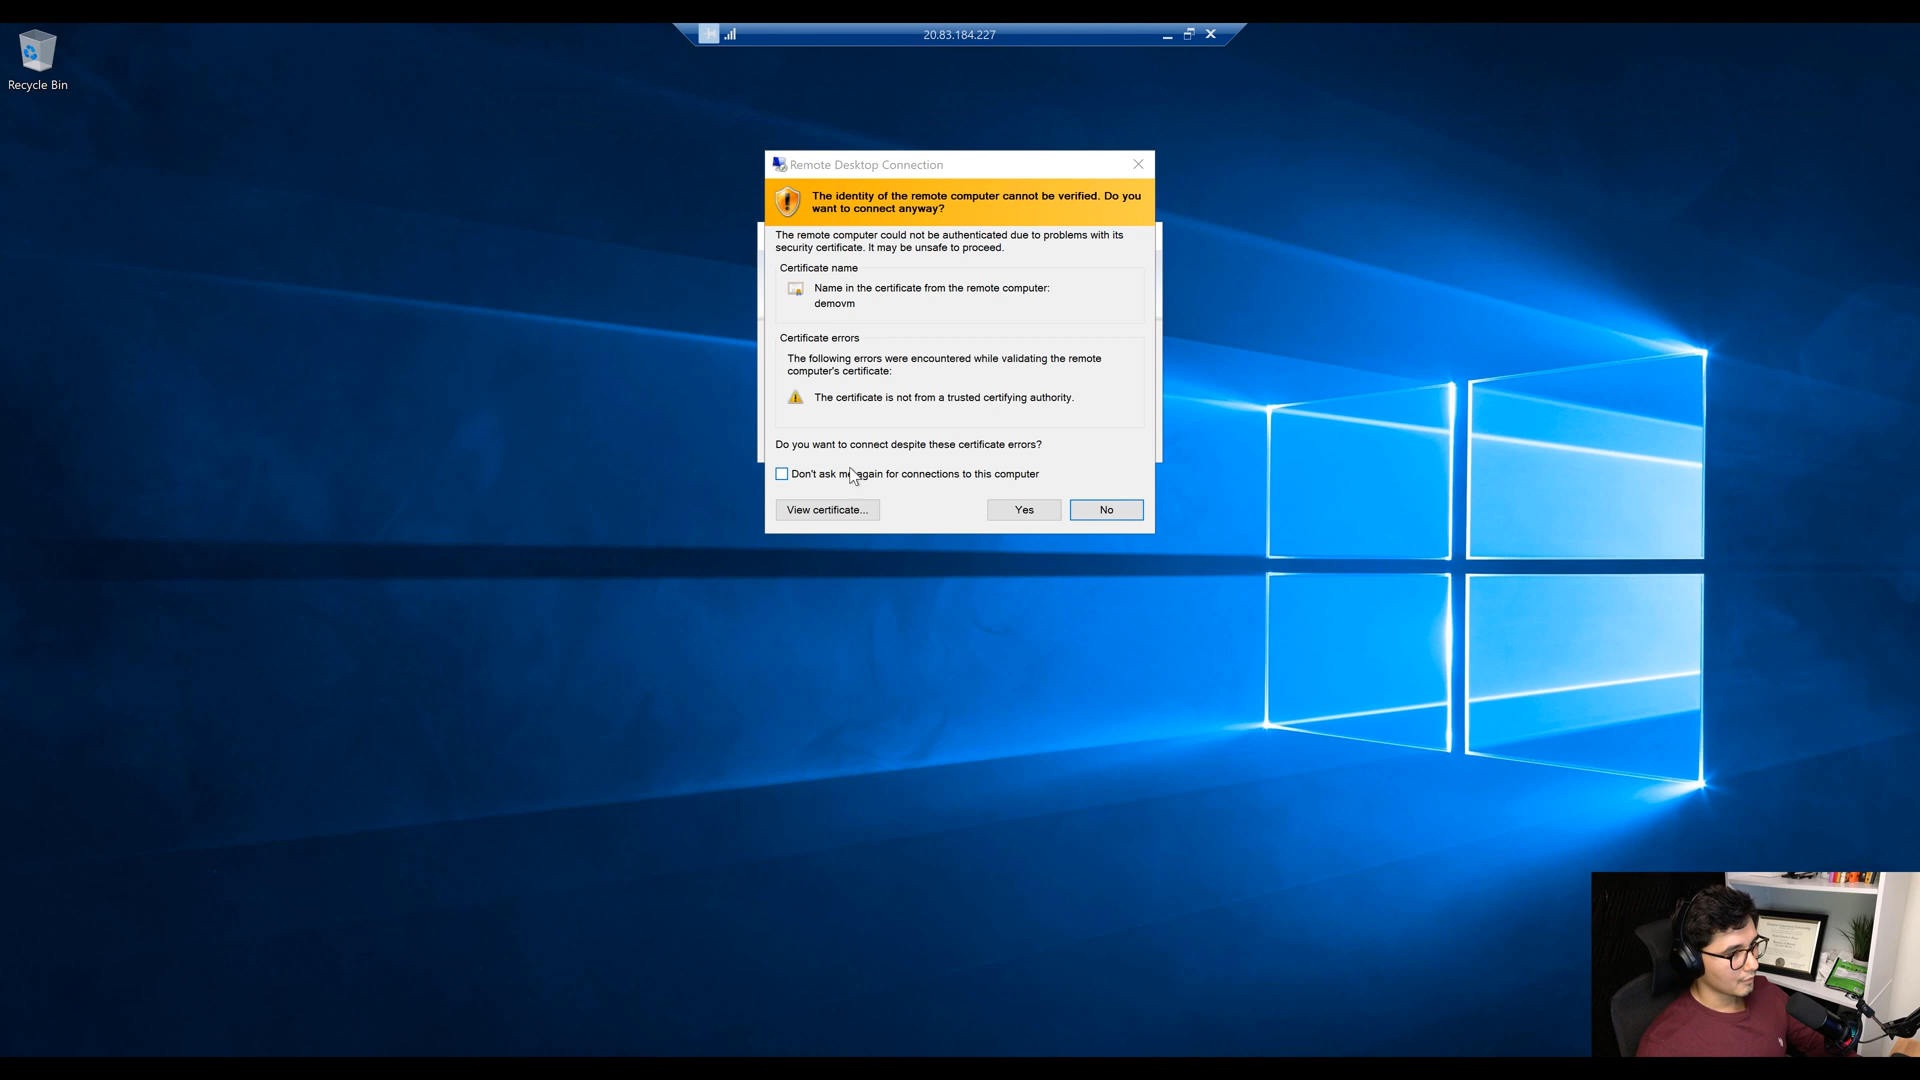 20.83.184.227
Recycle Bin
Remote Desktop Connection
The identity of the remote computer cannot be verified. Do you
want to connect anyway?
The remote computer could not be authenticated due to problems with its
security certificate. It may be unsafe to proceed.
Certificate name
Name in the certificate from the remote computer:
demovm
Certificate errors
The following errors were encountered while validating the remote
computer's certificate:
The certificate is not from a trusted certifying authority.
Do you want to connect despite these certificate errors?
Don't ask me again for connections to this computer
View certificate...
Yes
No